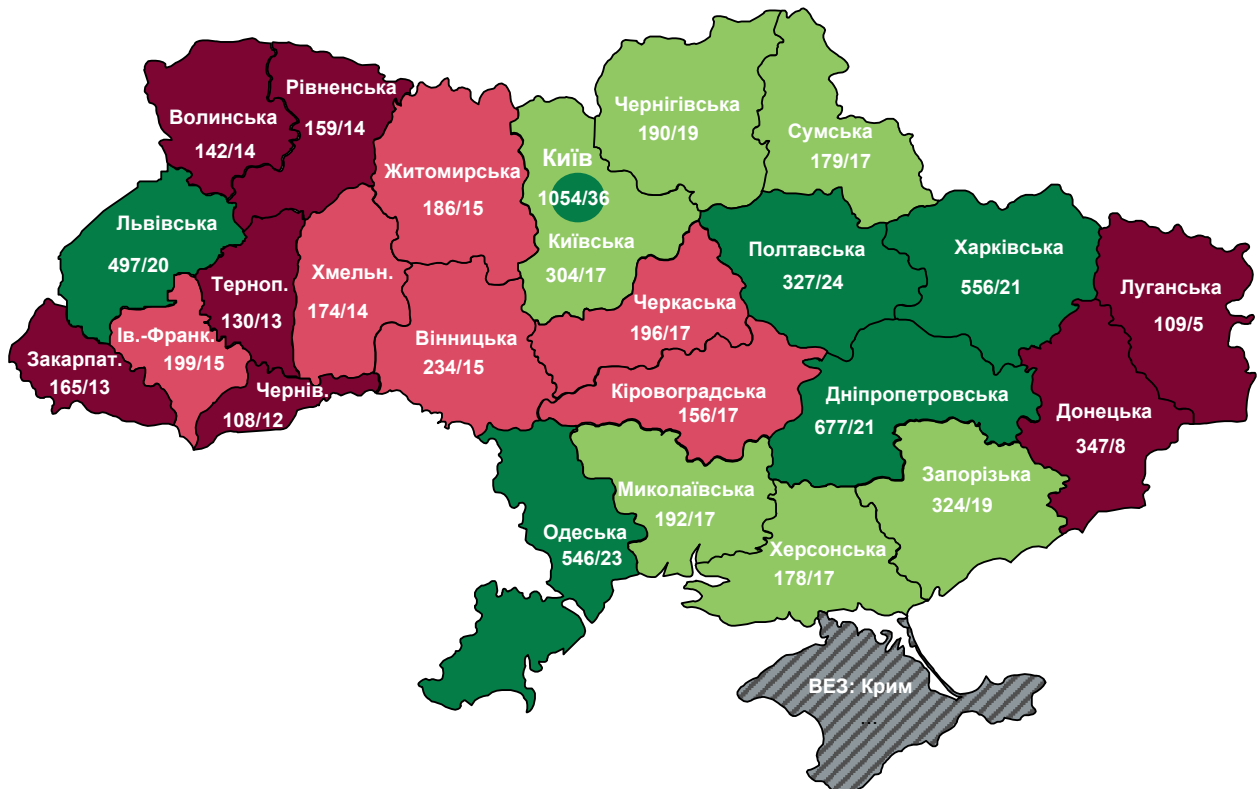 Волинська
142/14
Рівненська
159/14
Житомирська
186/15
Київ
1054/36
Київська
304/17
Чернігівська
190/19
Сумська
179/17
Львівська
497/20
Терноп.
130/13
Хмельн.
174/14
Вінницька
234/15
Черкаська
196/17
Полтавська
327/24
Харківська
556/21
Луганська
109/5
Закарпат.
165/13
Ів.-Франк.
199/15
Чернів.
108/12
Кіровоградська
156/17
Дніпропетровська
677/21
Донецька
347/8
Одеська
546/23
Миколаївська
192/17
Херсонська
178/17
Запорізька
324/19
ВЕЗ: Крим
...